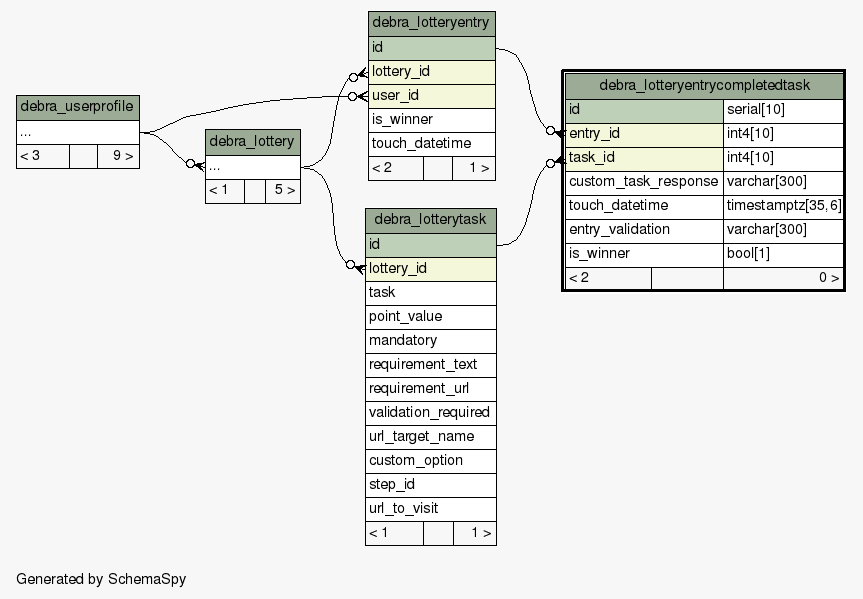 debra_userprofile
...
< 3 9 >
debra_lottery
...
< 1 5 >
debra_lotteryentry
id
lottery_id
user_id
is_winner
touch_datetime
< 2 1 >
debra_lotterytask
id
lottery_id
task
point_value
mandatory
requirement_text
requirement_url
validation_required
url_target_name
custom_option
step_id
url_to_visit
< 1 1 >
debra_lotteryentrycompletedtask
id serial[10]
entry_id int4[10]
task_id int4[10]
custom_task_response varchar[300]
touch_datetime timestamptz[35,6]
entry_validation varchar[300]
is_winner bool[1]
< 2 0 >
Generated by SchemaSpy